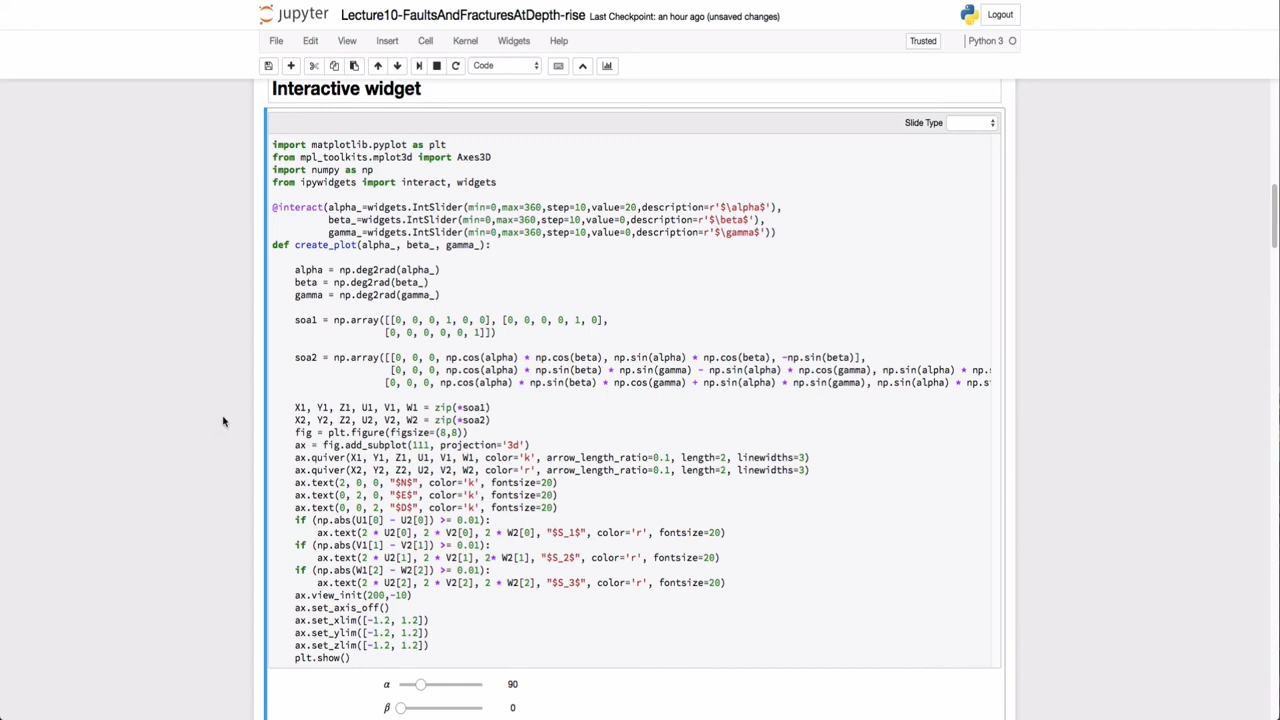 jupyter Lecture10-FaultsAndFracturesAtDepth-rise Last Checkpoint: an hour ago (unsaved changes) Logout
File Edit View Insert Cell Kernel Widgets Help Trusted Python 3
Code
Interactive widget
Slide Type
import matplotlib.pyplot as plt
from mpl_toolkits.mplot3d import Axes3D
import numpy as np
from ipywidgets import interact, widgets
@interact(alpha_=widgets.IntSlider(min=0,max=360,step=10,value=20,description=r'$\alpha$'),
beta_=widgets.IntSlider(min=0,max=360,step=10,value=0,description=r'$\beta$'),
gamma_=widgets.IntSlider(min=0,max=360,step=10,value=0,description=r'$\gamma$'))
def create_plot(alpha_, beta_, gamma_):
alpha = np.deg2rad(alpha_)
beta = np.deg2rad(beta_)
gamma = np.deg2rad(gamma_)
soa1 = np.array([[0, 0, 0, 1, 0, 0], [0, 0, 0, 0, 1, 0],
[0, 0, 0, 0, 0, 1]])
soa2 = np.array([[0, 0, 0, np.cos(alpha) * np.cos(beta), np.sin(alpha) * np.cos(beta), -np.sin(beta)],
[0, 0, 0, np.cos(alpha) * np.sin(beta) * np.sin(gamma) - np.sin(alpha) * np.cos(gamma), np.sin(alpha) * np.s
[0, 0, 0, np.cos(alpha) * np.sin(beta) * np.cos(gamma) + np.sin(alpha) * np.sin(gamma), np.sin(alpha) * np.si
X1, Y1, Z1, U1, V1, W1 = zip(*soa1)
X2, Y2, Z2, U2, V2, W2 = zip(*soa2)
fig = plt.figure(figsize=(8,8))
ax = fig.add_subplot(111, projection='3d')
ax.quiver(X1, Y1, Z1, U1, V1, W1, color='k', arrow_length_ratio=0.1, length=2, linewidths=3)
ax.quiver(X2, Y2, Z2, U2, V2, W2, color='r', arrow_length_ratio=0.1, length=2, linewidths=3)
ax.text(2, 0, 0, "$N$", color='k', fontsize=20)
ax.text(0, 2, 0, "$E$", color='k', fontsize=20)
ax.text(0, 0, 2, "$D$", color='k', fontsize=20)
if (np.abs(U1[0] - U2[0]) >= 0.01):
ax.text(2 * U2[0], 2 * V2[0], 2 * W2[0], "$S_1$", color='r', fontsize=20)
if (np.abs(V1[1] - V2[1]) >= 0.01):
ax.text(2 * U2[1], 2 * V2[1], 2* W2[1], "$S_2$", color='r', fontsize=20)
if (np.abs(W1[2] - W2[2]) >= 0.01):
ax.text(2 * U2[2], 2 * V2[2], 2 * W2[2], "$S_3$", color='r', fontsize=20)
ax.view_init(200,-10)
ax.set_axis_off()
ax.set_xlim([-1.2, 1.2])
ax.set_ylim([-1.2, 1.2])
ax.set_zlim([-1.2, 1.2])
plt.show()
α 90
β 0